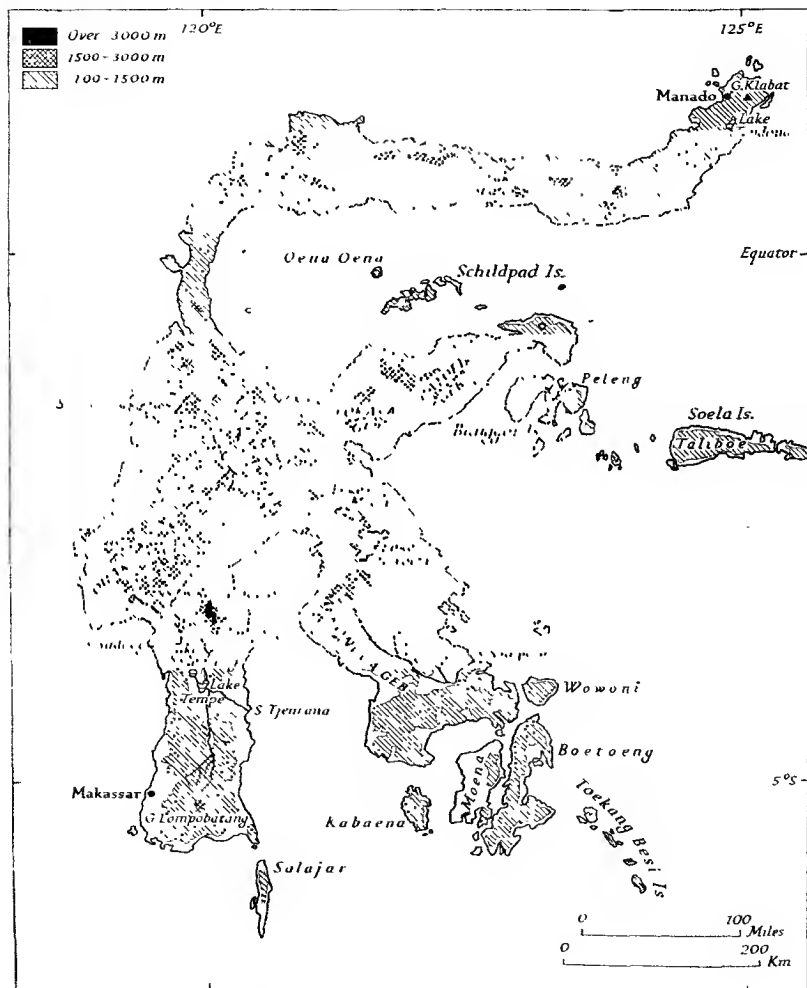 120°E
125°E
Over 3000 m
1500-3000 m
100-1500 m
G. Klabat
Manado
Lake
Equator
Oena Oena
Schildpad Is.
Peleng
Soela Is.
Taliboe
GEB
Lake
Tempe
S. Tjenrana
Wowoni
Boetoeng
Moena
Makassar
5°S
G Lompobatang
Kabaena
Toekang Besi Is
Salajar
0 100
Miles
0 200
Km